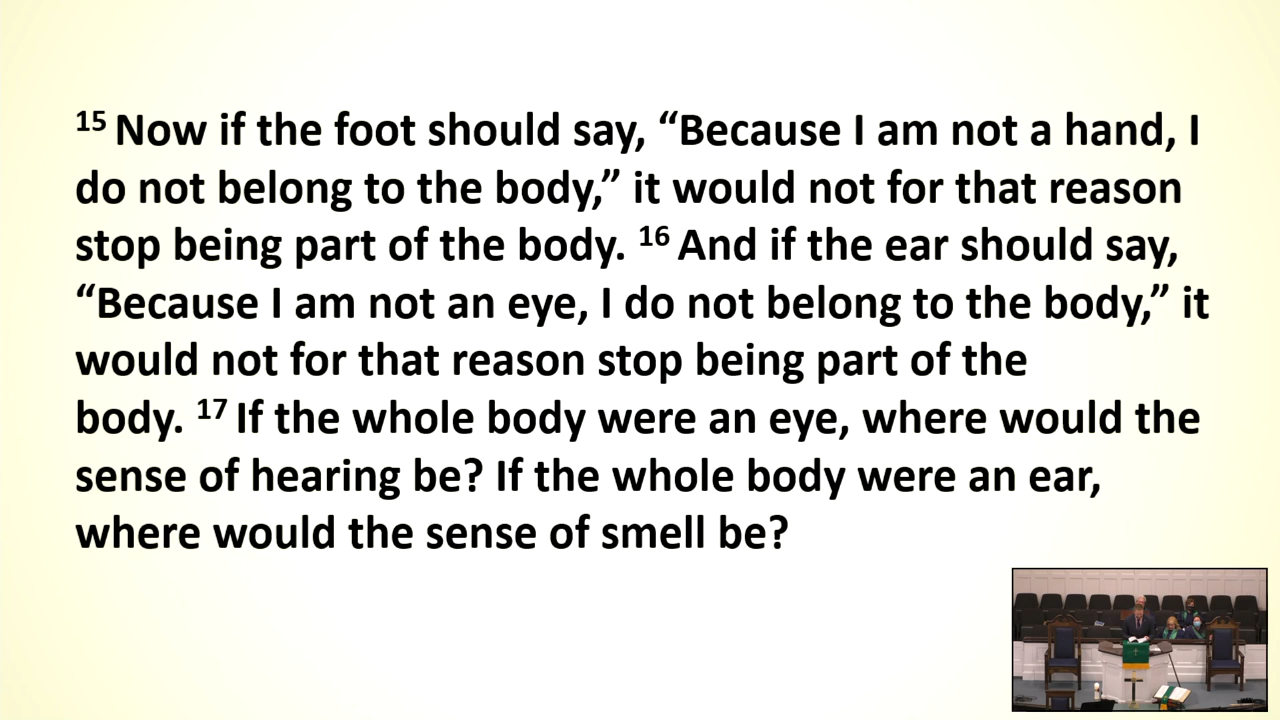 15 Now if the foot should say, “Because I am not a hand, I
do not belong to the body,” it would not for that reason
stop being part of the body. 16 And if the ear should say,
“Because I am not an eye, I do not belong to the body,” it
would not for that reason stop being part of the
body. 17 If the whole body were an eye, where would the
sense of hearing be? If the whole body were an ear,
where would the sense of smell be?